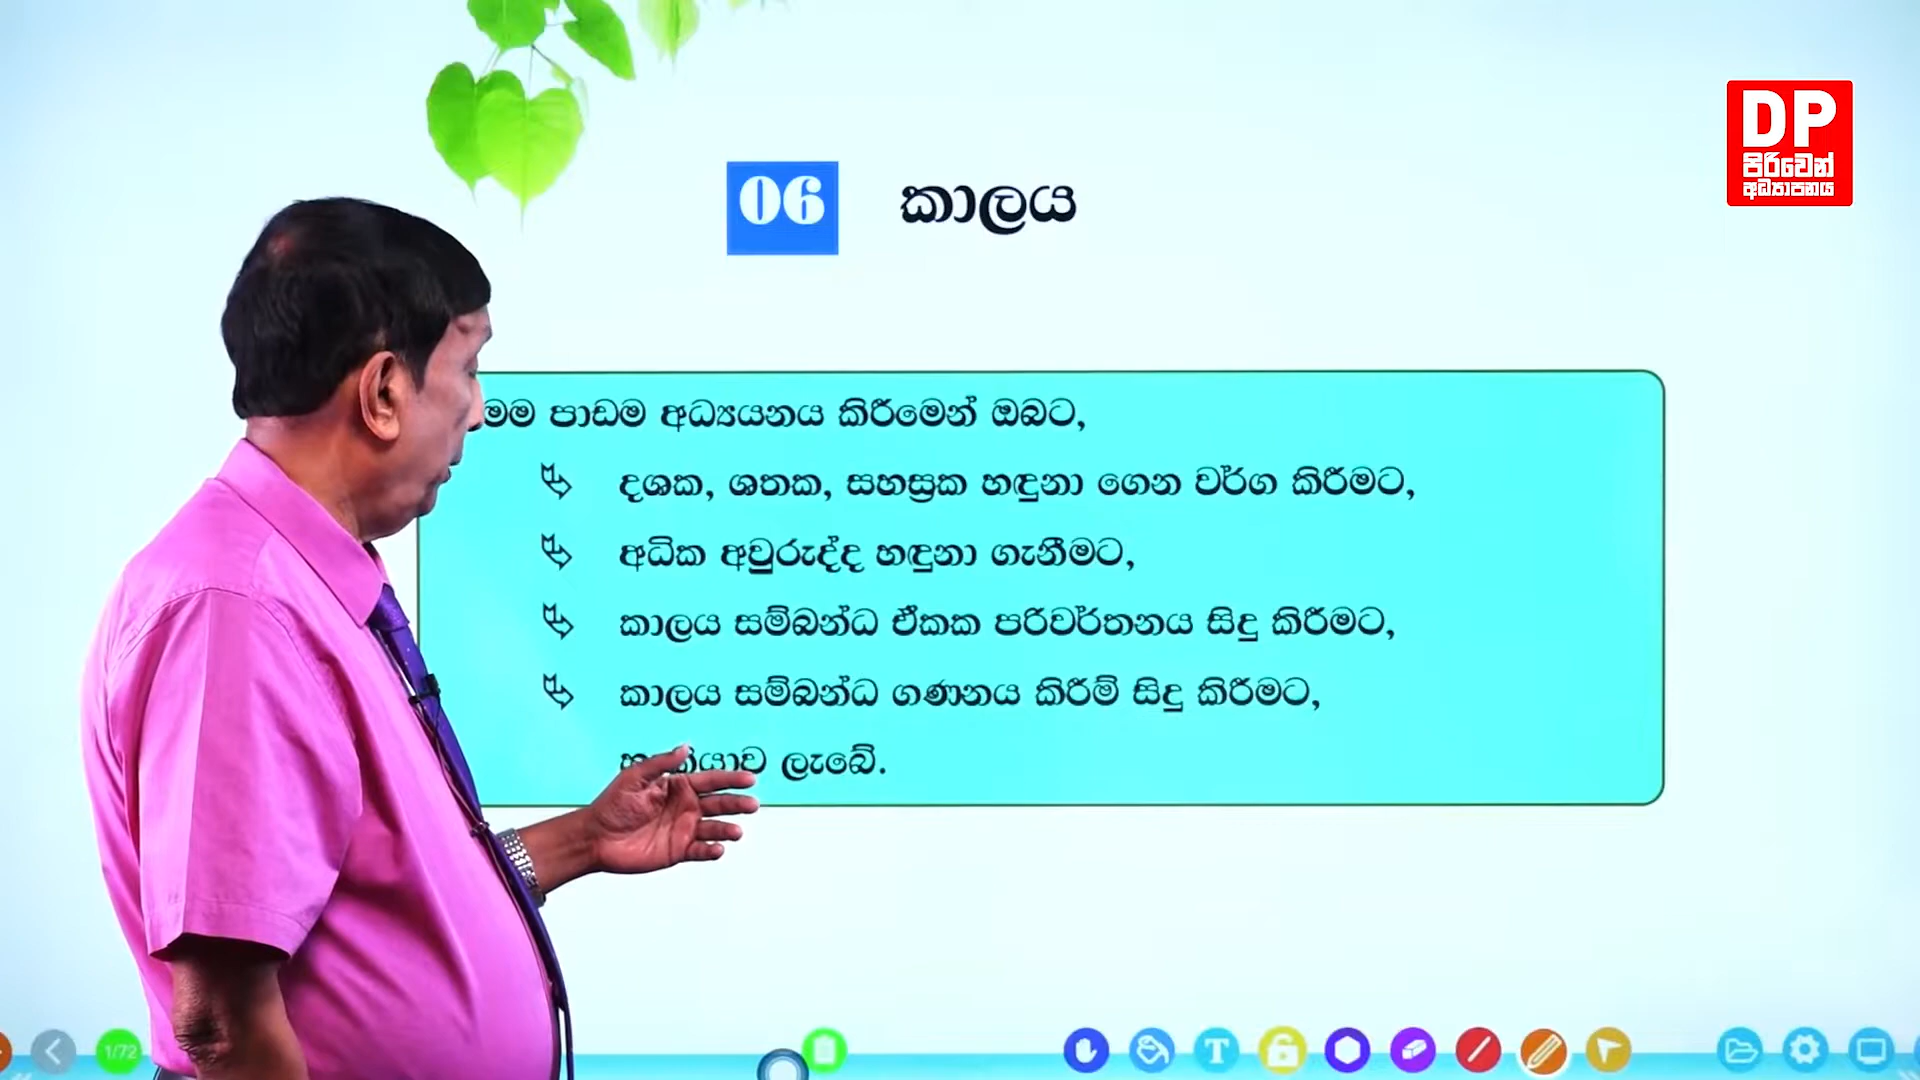 DP
පිරිවෙන්
අධ්‍යාපනය
06 කාලය
පාඩම අධ්‍යයනය කිරීමෙන් ඔබට,
දශක, ශතක, සහස්‍රක හඳුනා ගෙන වර්ග කිරීමට,
අධික අවුරුද්ද හඳුනා ගැනීමට,
කාලය සම්බන්ධ ඒකක පරිවර්තනය සිදු කිරීමට,
කාලය සම්බන්ධ ගණනය කිරීම් සිදු කිරීමට,
ලැබේ.
1/72
T